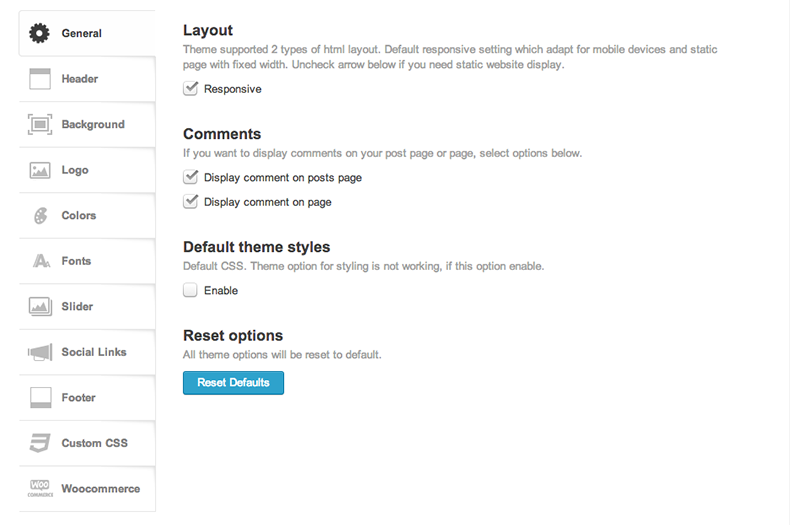 General
Header
Background
Logo
Colors
Fonts
Slider
Social Links
Footer
Custom CSS
WOO
COMMERCE
Woocommerce
Layout
Theme supported 2 types of html layout. Default responsive setting which adapt for mobile devices and static
page with fixed width. Uncheck arrow below if you need static website display.
Responsive
Comments
If you want to display comments on your post page or page, select options below.
Display comment on posts page
Display comment on page
Default theme styles
Default CSS. Theme option for styling is not working, if this option enable.
Enable
Reset options
All theme options will be reset to default.
Reset Defaults